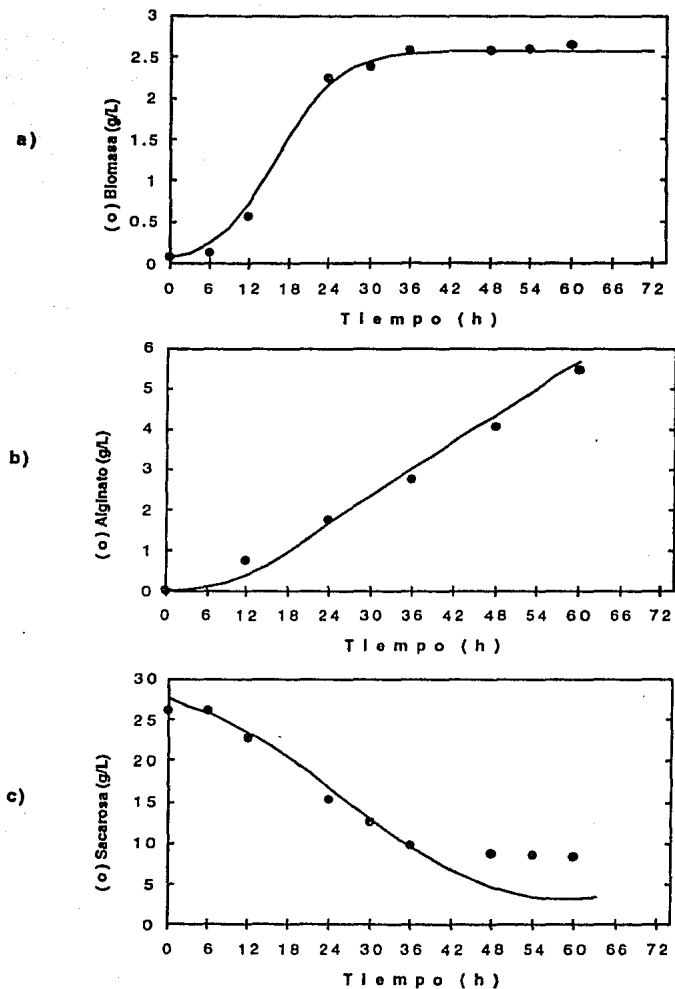 a)
(o) Biomasa (g/L)
3
2.5
2
1.5
1
0.5
0
0 6 12 18 24 30 36 42 48 54 60 66 72
Tiempo (h)
b)
(o) Alginato (g/L)
6
5
4
3
2
1
0
0 6 12 18 24 30 36 42 48 54 60 66 72
Tiempo (h)
c)
(o) Sacarosa (g/L)
30
25
20
15
10
5
0
0 6 12 18 24 30 36 42 48 54 60 66 72
Tiempo (h)